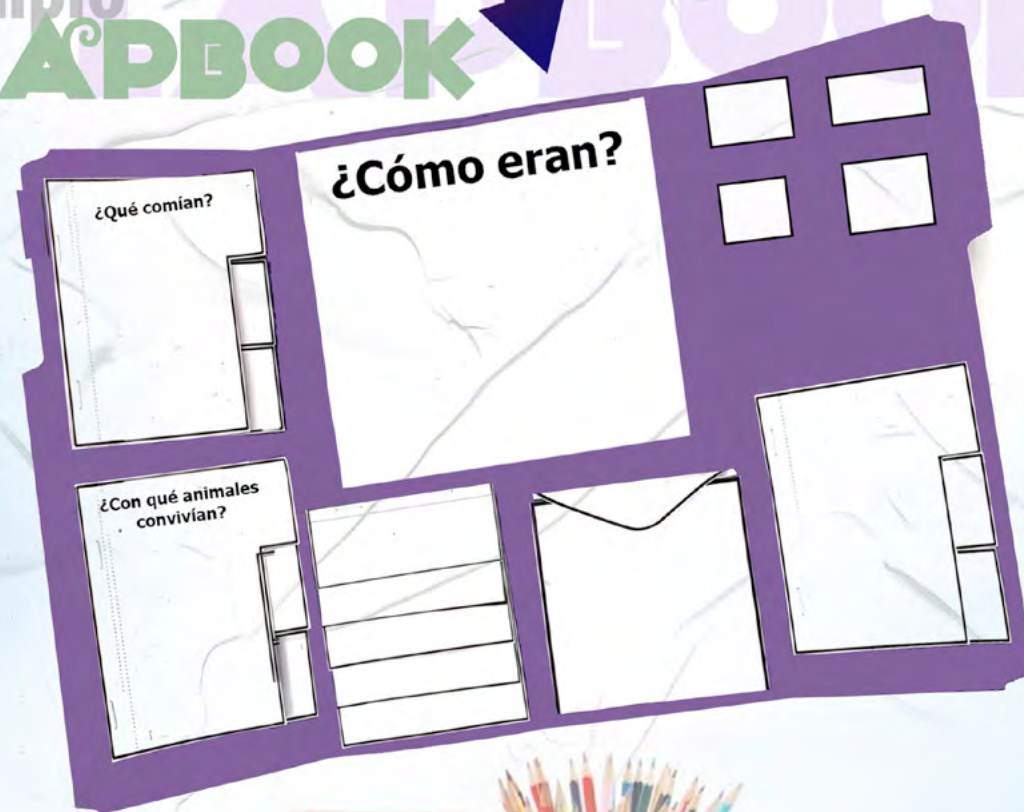 APBOOK
¿Cómo eran?
¿Qué comían?
¿Con qué animales
convivían?